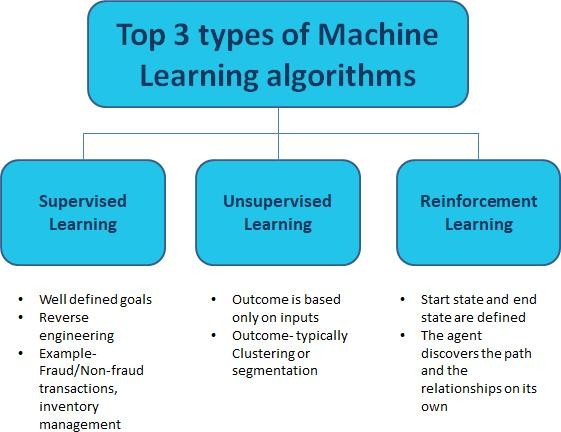 Top 3 types of Machine
Learning algorithms
Supervised
Learning
Unsupervised
Learning
Reinforcement
Learning
• Well defined goals
• Reverse
engineering
• Example-
Fraud/Non-fraud
transactions,
inventory
management
• Outcome is based
only on inputs
• Outcome- typically
Clustering or
segmentation
• Start state and end
state are defined
• The agent
discovers the path
and the
relationships on its
own